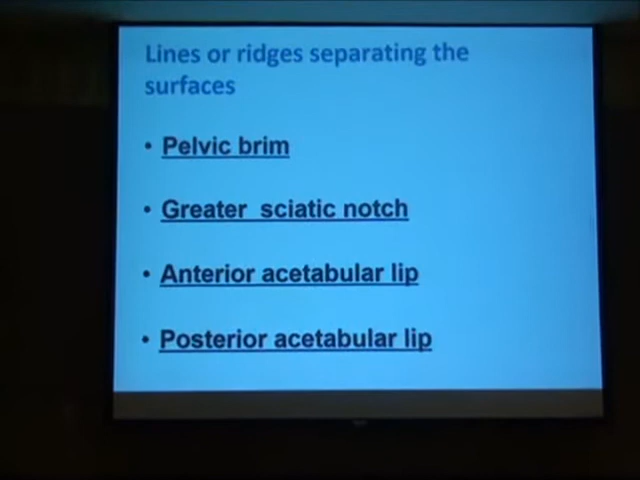 Lines or ridges separating the
surfaces
• Pelvic brim
• Greater sciatic notch
• Anterior acetabular lip
• Posterior acetabular lip